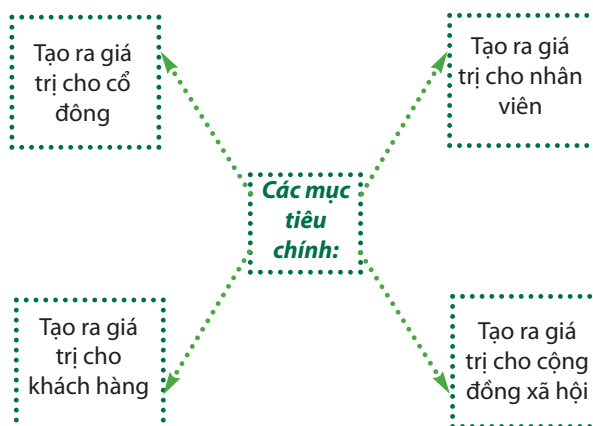 Tạo ra giá
trị cho cổ
đông
Tạo ra giá
trị cho nhân
viên
Các mục
tiêu
chính:
Tạo ra giá
trị cho
khách hàng
Tạo ra giá
trị cho cộng
đồng xã hội